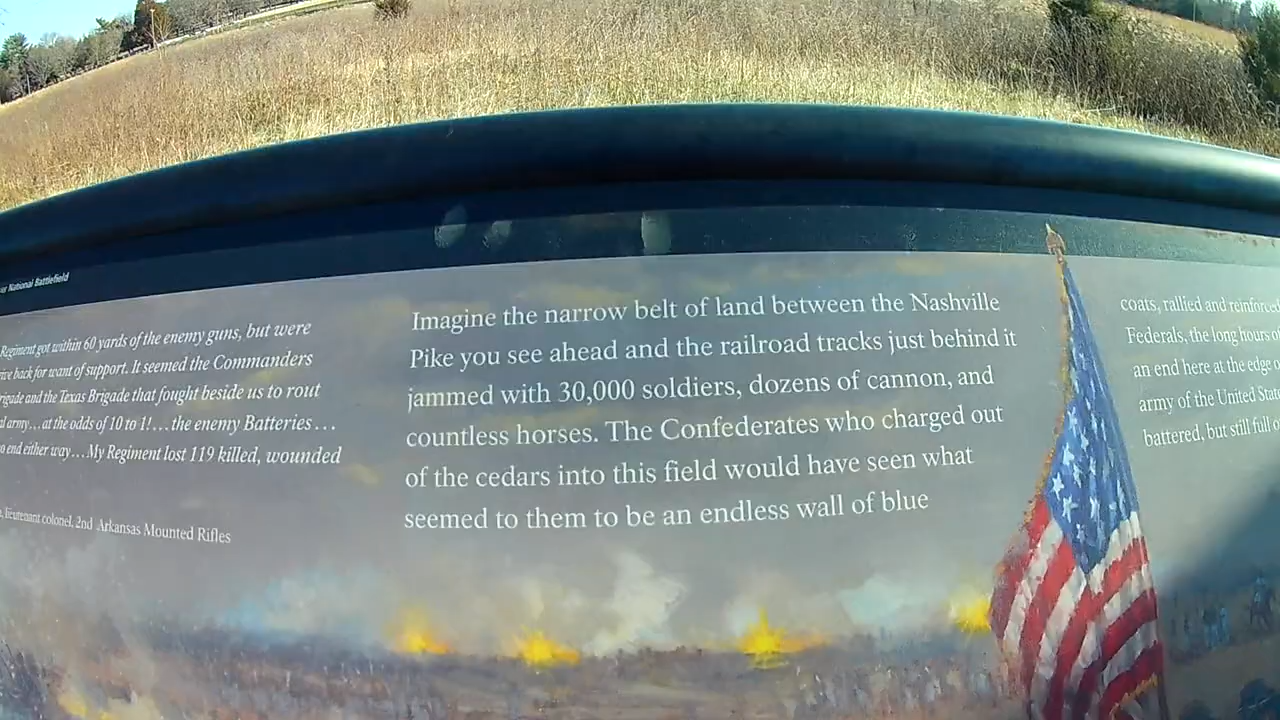 National Battlefield
Regiment got within 60 yards of the enemy guns, but were
back for want of support. It seemed the Commanders
and the Texas Brigade that fought beside us to rout
army...at the odds of 10 to 1!...the enemy Batteries...
end either way...My Regiment lost 119 killed, wounded
lieutenant colonel, 2nd Arkansas Mounted Rifles
Imagine the narrow belt of land between the Nashville
Pike you see ahead and the railroad tracks just behind it
jammed with 30,000 soldiers, dozens of cannon, and
countless horses. The Confederates who charged out
of the cedars into this field would have seen what
seemed to them to be an endless wall of blue
coats, rallied and reinforced
Federals, the long hours
an end here at the edge
army of the United
battered, but still full